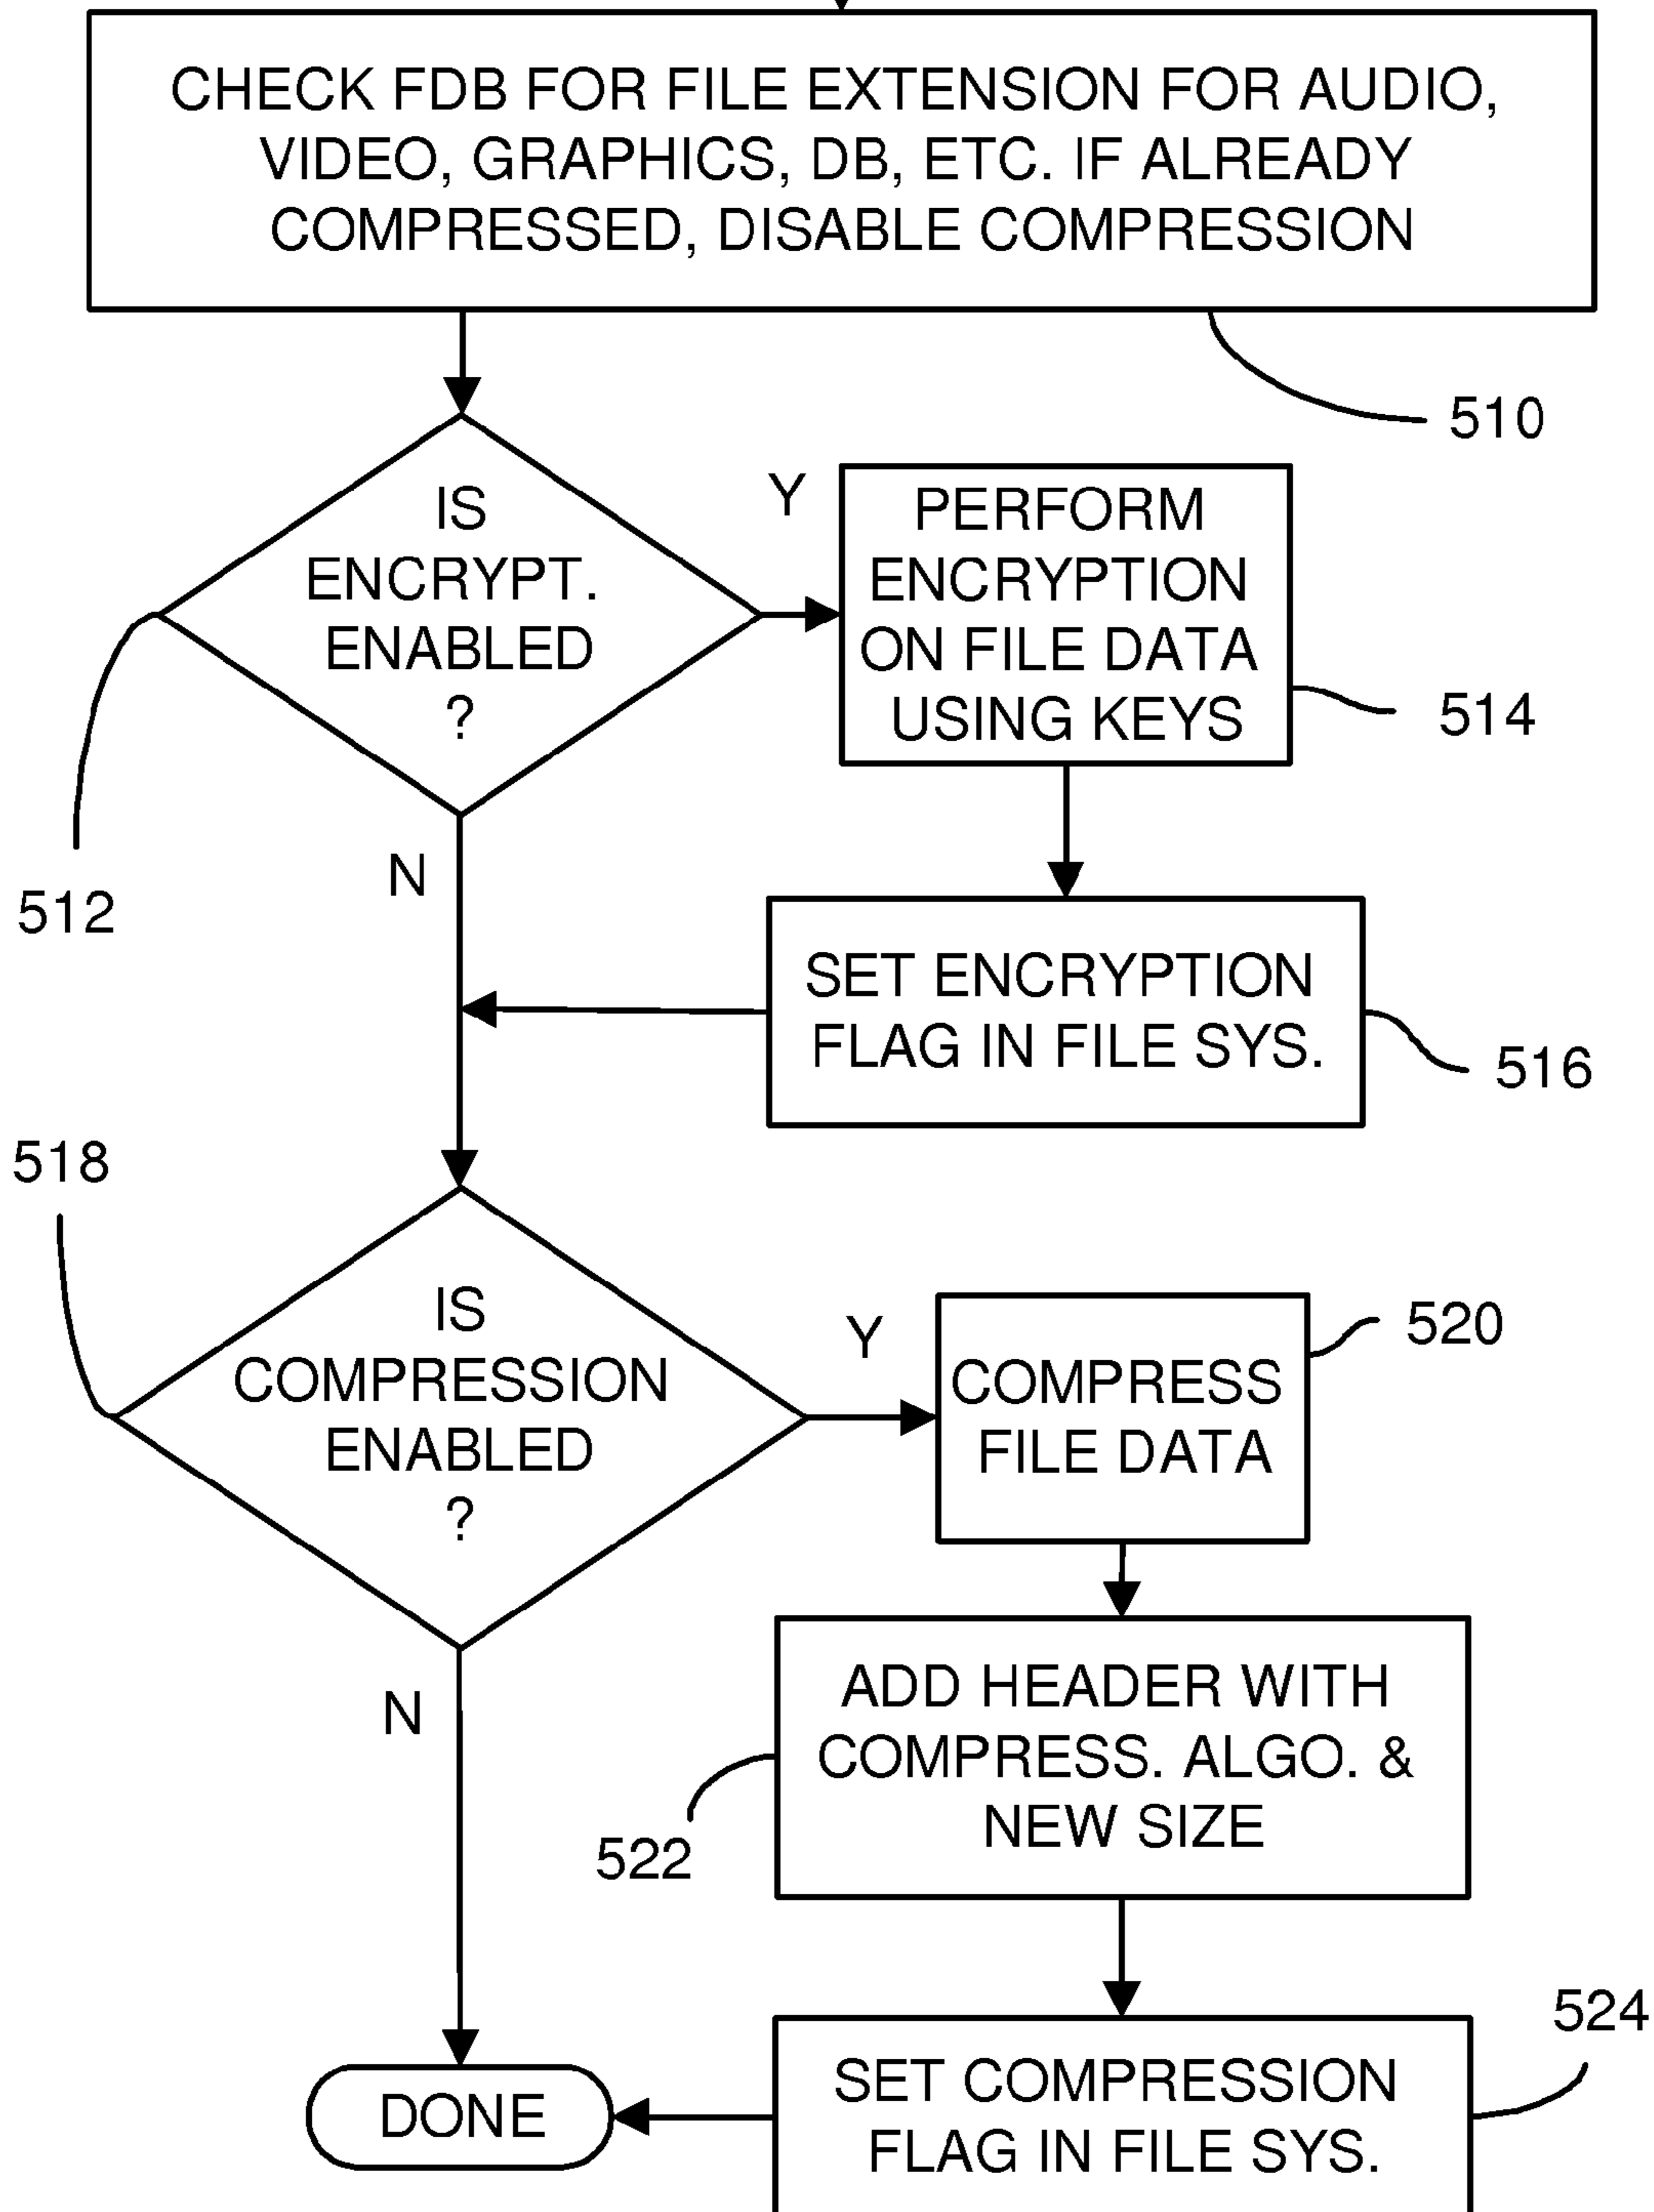 CHECK FDB FOR FILE EXTENSION FOR AUDIO,
VIDEO, GRAPHICS, DB, ETC. IF ALREADY
COMPRESSED, DISABLE COMPRESSION
510
IS
ENCRYPT.
ENABLED
?
512
Y
N
PERFORM
ENCRYPTION
ON FILE DATA
USING KEYS
514
SET ENCRYPTION
FLAG IN FILE SYS.
516
518
IS
COMPRESSION
ENABLED
?
Y
N
COMPRESS
FILE DATA
520
ADD HEADER WITH
COMPRESS. ALGO. &
NEW SIZE
522
SET COMPRESSION
FLAG IN FILE SYS.
524
DONE